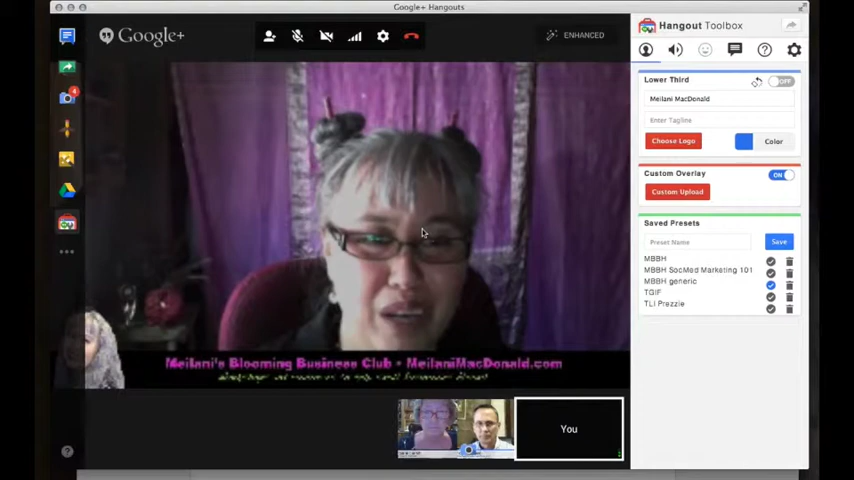 Google+ Hangouts
Google+
ENHANCED
Hangout Toolbox
4
Lower Third
OFF
Meilani MacDonald
Enter Tagline
Choose Logo
Color
Custom Overlay
ON
Custom Upload
Saved Presets
Preset Name
Save
MBBH
MBBH SocMed Marketing 101
MBBH generic
TGIF
TLI Prezzie
Meilani's Blooming Business Club • MeilaniMacDonald.com
You